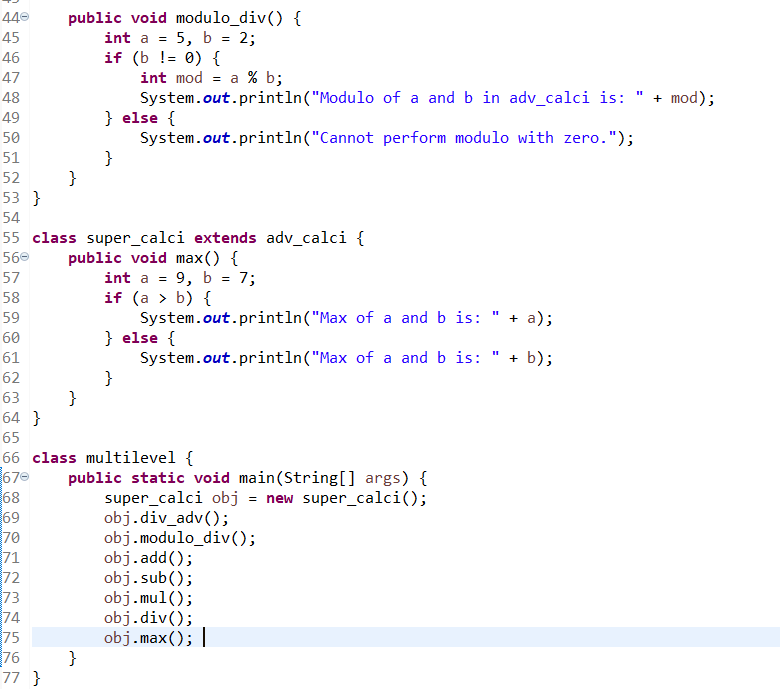 44    public void modulo_div() {
45        int a = 5, b = 2;
46        if (b != 0) {
47            int mod = a % b;
48            System.out.println("Modulo of a and b in adv_calci is: " + mod);
49        } else {
50            System.out.println("Cannot perform modulo with zero.");
51        }
52    }
53 }
54
55 class super_calci extends adv_calci {
56    public void max() {
57        int a = 9, b = 7;
58        if (a > b) {
59            System.out.println("Max of a and b is: " + a);
60        } else {
61            System.out.println("Max of a and b is: " + b);
62        }
63    }
64 }
65
66 class multilevel {
67    public static void main(String[] args) {
68        super_calci obj = new super_calci();
69        obj.div_adv();
70        obj.modulo_div();
71        obj.add();
72        obj.sub();
73        obj.mul();
74        obj.div();
75        obj.max();
76    }
77 }